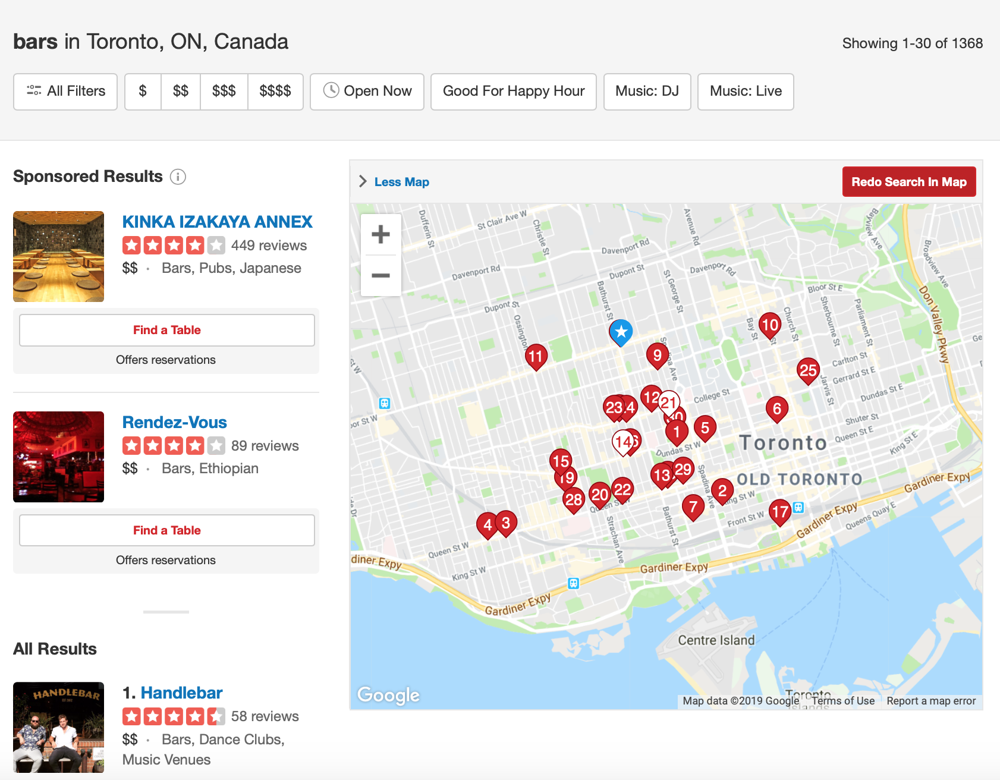 bars in Toronto, ON, Canada
Showing 1-30 of 1368
All Filters
$
$$
$$$
$$$$
Open Now
Good For Happy Hour
Music: DJ
Music: Live
Sponsored Results
KINKA IZAKAYA ANNEX
449 reviews
$$ · Bars, Pubs, Japanese
Find a Table
Offers reservations
Rendez-Vous
89 reviews
$$ · Bars, Ethiopian
Find a Table
Offers reservations
All Results
HANDLEBAR
1. Handlebar
58 reviews
$$ · Bars, Dance Clubs,
Music Venues
Less Map
Redo Search In Map
Dufferin St
St Clair Ave W
Christie St
Avenue Rd
Bayview Ave
Broadview Ave
Davenport Rd
Davenport Rd
Davenport Rd
Dupont St
Dupont St
Bathurst St
St George St
Bloor St E
Don Valley Pkwy
Ossington
Bay St
Church St
Sherbourne St
Parliament St
Ge
10
11
9
25
Carlton St
Gerrard St E
Jarvis St
Dundas St E
College St
12
21
30
23
6
5
1
14
Shuter St
Queen St E
King St E
Toronto
Dundas St W
15
19
13
29
Spadina Ave
OLD TORONTO
Gardiner Expy
28
20
22
2
7
17
Front St W
Gardiner Expy
Queens Quay E
4
3
Strachan Ave
Bathurst St
Queen St W
King St W
diner Expy
Gardiner Expy
Gardiner Expy
Centre Island
Toronto
Islands
Google
Map data ©2019 Google
Terms of Use
Report a map error